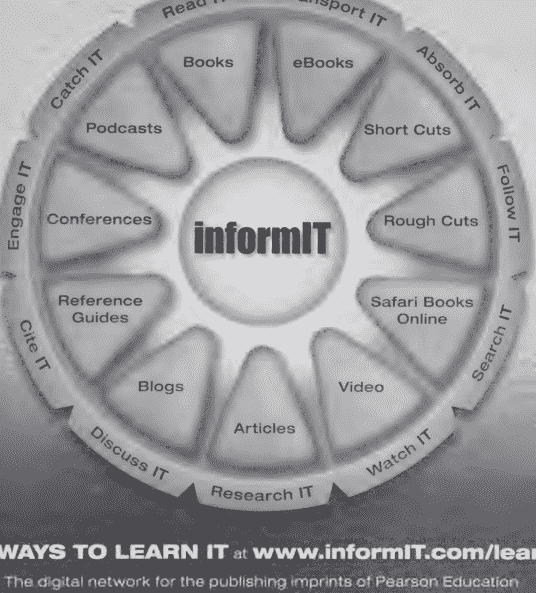 Read IT
nsport IT
Absorb IT
Follow IT
Search IT
Watch IT
Research IT
Discuss IT
Cite IT
Engage IT
Catch IT
Books
eBooks
Short Cuts
Rough Cuts
Safari Books
Online
Video
Articles
Blogs
Reference
Guides
Conferences
Podcasts
informIT
WAYS TO LEARN IT at www.informIT.com/lear
The digital network for the publishing imprints of Pearson Education